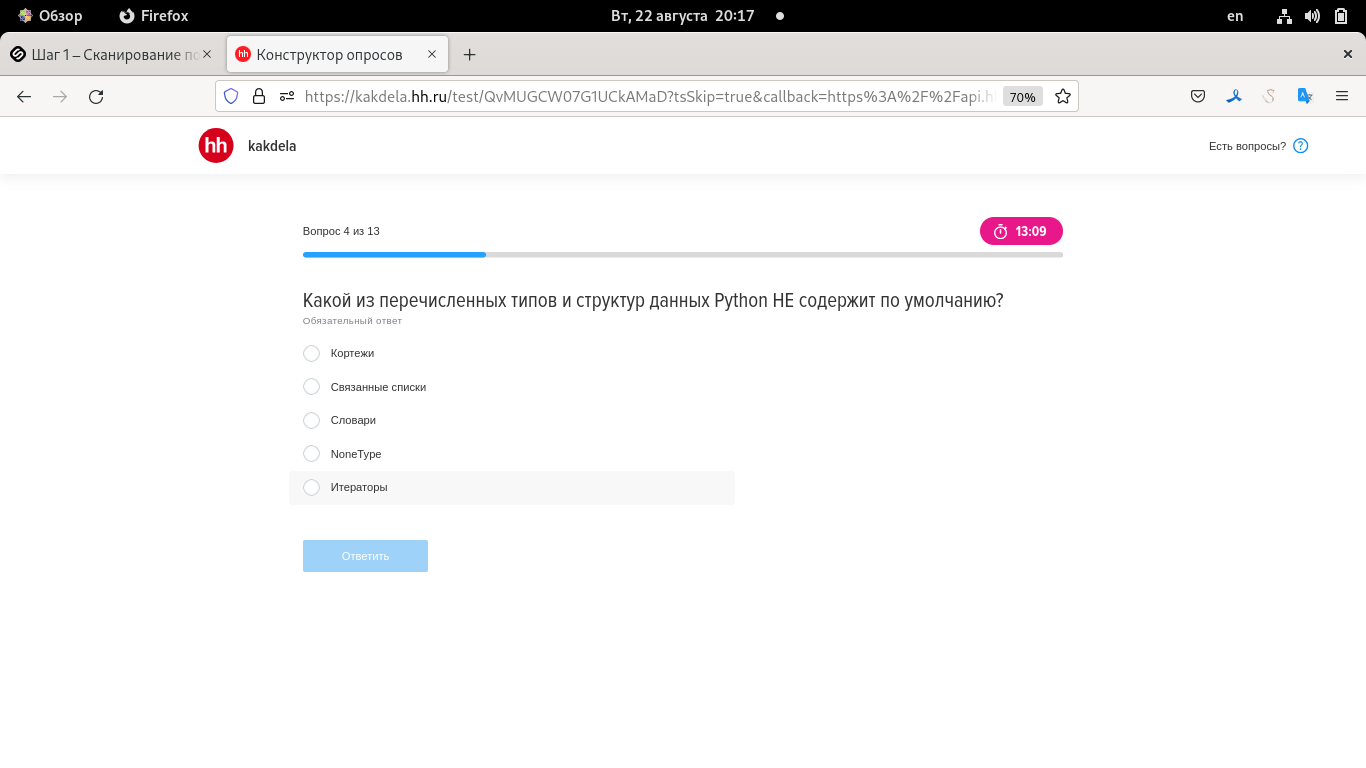 Обзор Firefox Вт, 22 августа 20:17 en
Шаг 1 – Сканирование Конструктор опросов
https://kakdela.hh.ru/test/QvMUGCW07G1UCkAMaD?tsSkip=true&callback=https%3A%2F%2Fapi.h 70%
hh kakdela Есть вопросы?
Вопрос 4 из 13 13:09
Какой из перечисленных типов и структур данных Python НЕ содержит по умолчанию?
Обязательный ответ
Кортежи
Связанные списки
Словари
NoneType
Итераторы
Ответить